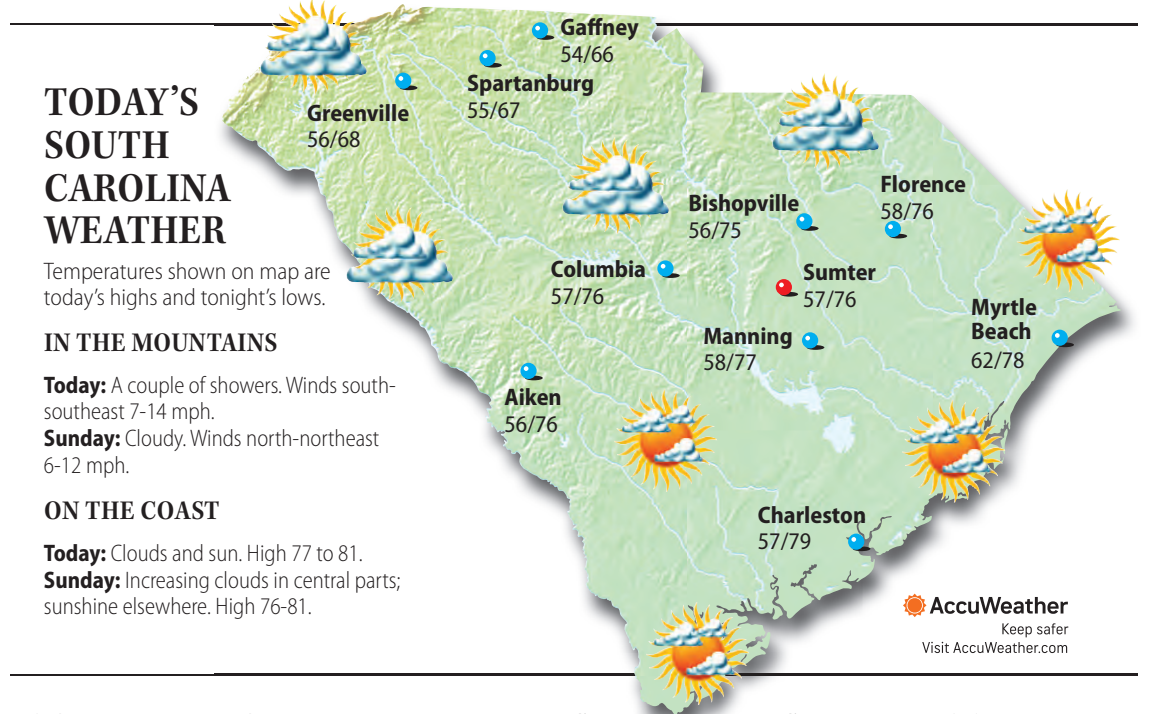 TODAY'S
SOUTH
CAROLINA
WEATHER
Temperatures shown on map are
today's highs and tonight's lows.
IN THE MOUNTAINS
Today: A couple of showers. Winds south-
southeast 7-14 mph.
Sunday: Cloudy. Winds north-northeast
6-12 mph.
ON THE COAST
Today: Clouds and sun. High 77 to 81.
Sunday: Increasing clouds in central parts;
sunshine elsewhere. High 76-81.
Gaffney
54/66
Spartanburg
55/67
Greenville
56/68
Florence
58/76
Bishopville
56/75
Columbia
57/76
Sumter
57/76
Myrtle
Beach
62/78
Manning
58/77
Aiken
56/76
Charleston
57/79
AccuWeather
Keep safer
Visit AccuWeather.com